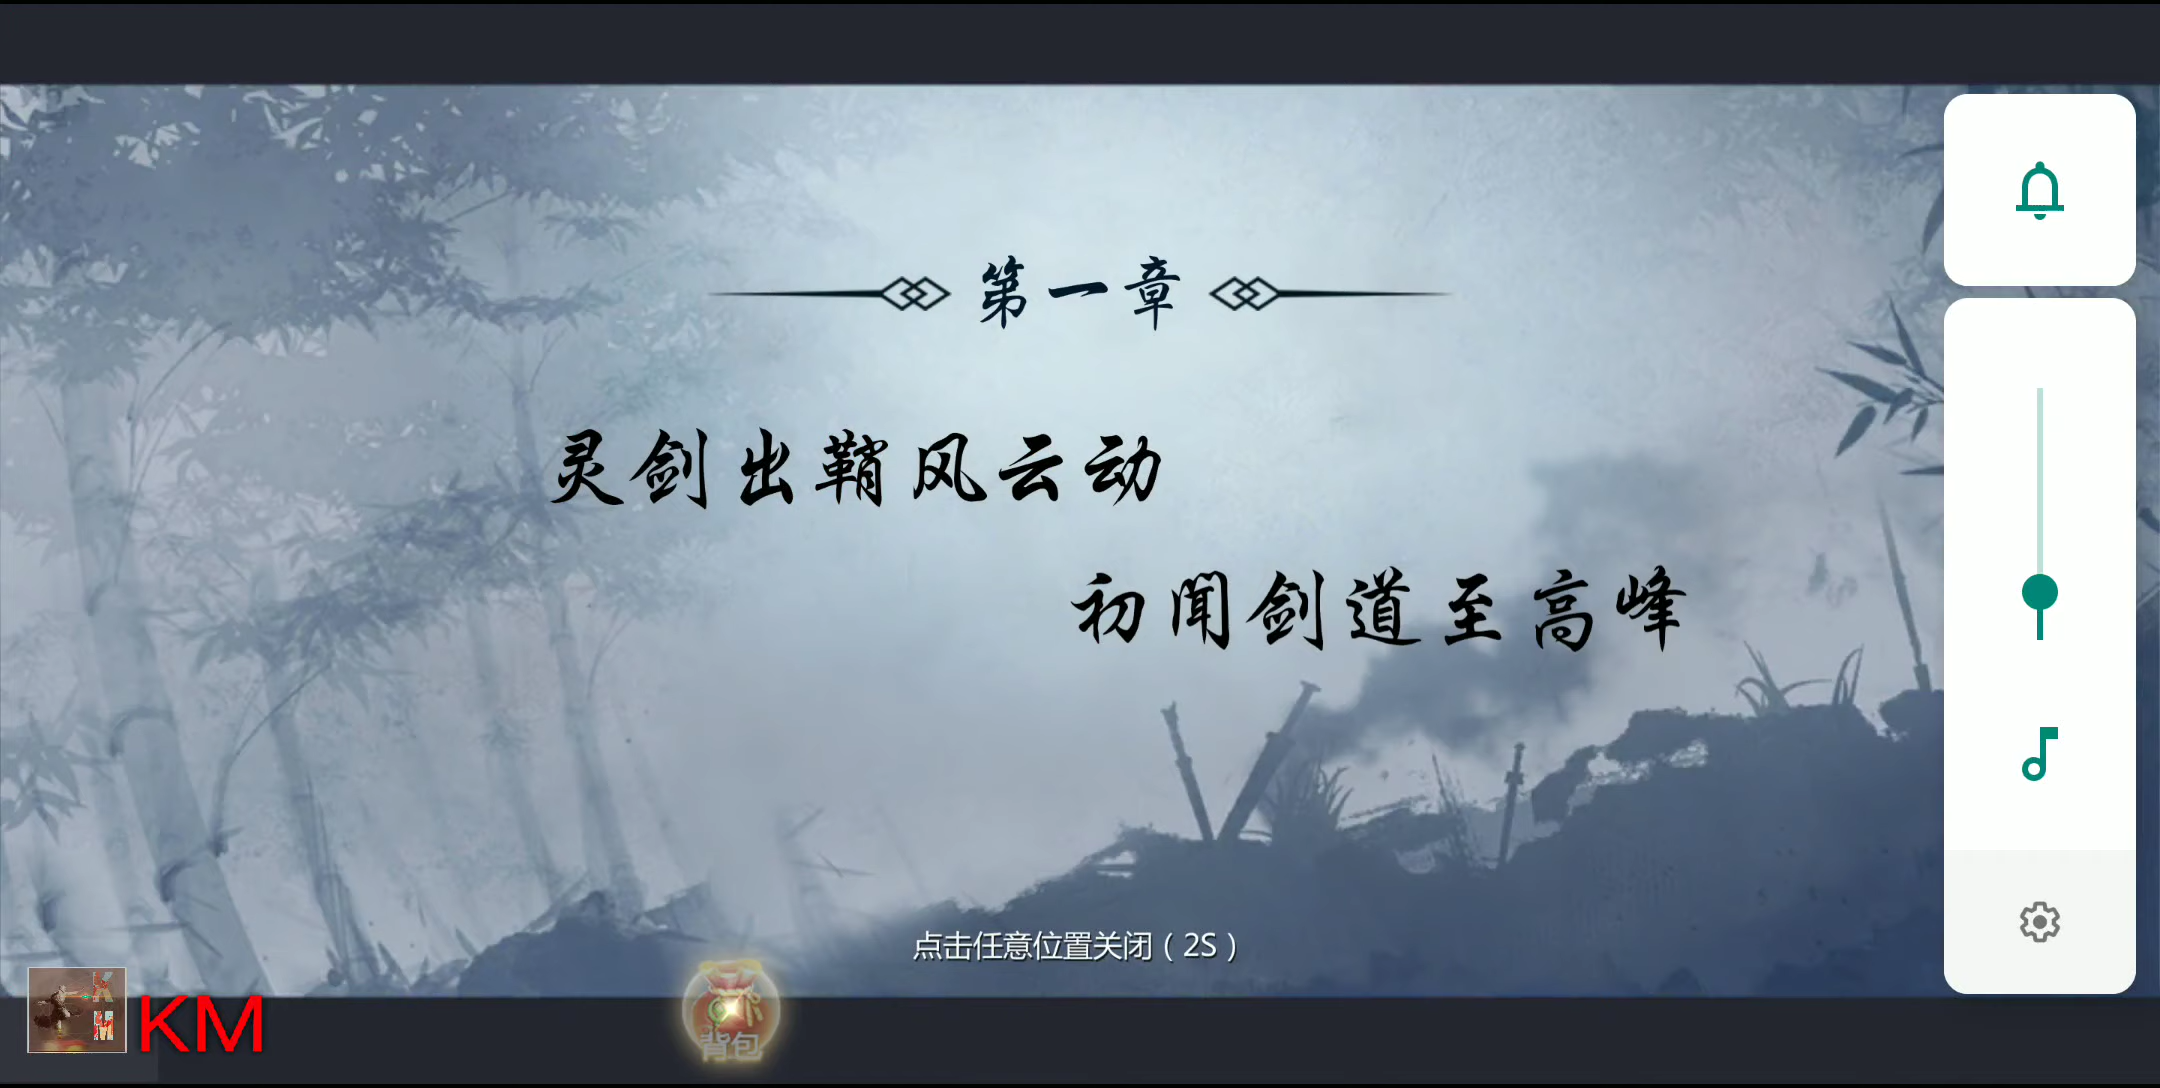 第一章
灵剑出鞘风云动
初闻剑道至高峰
点击任意位置关闭（2S）
KM
背包